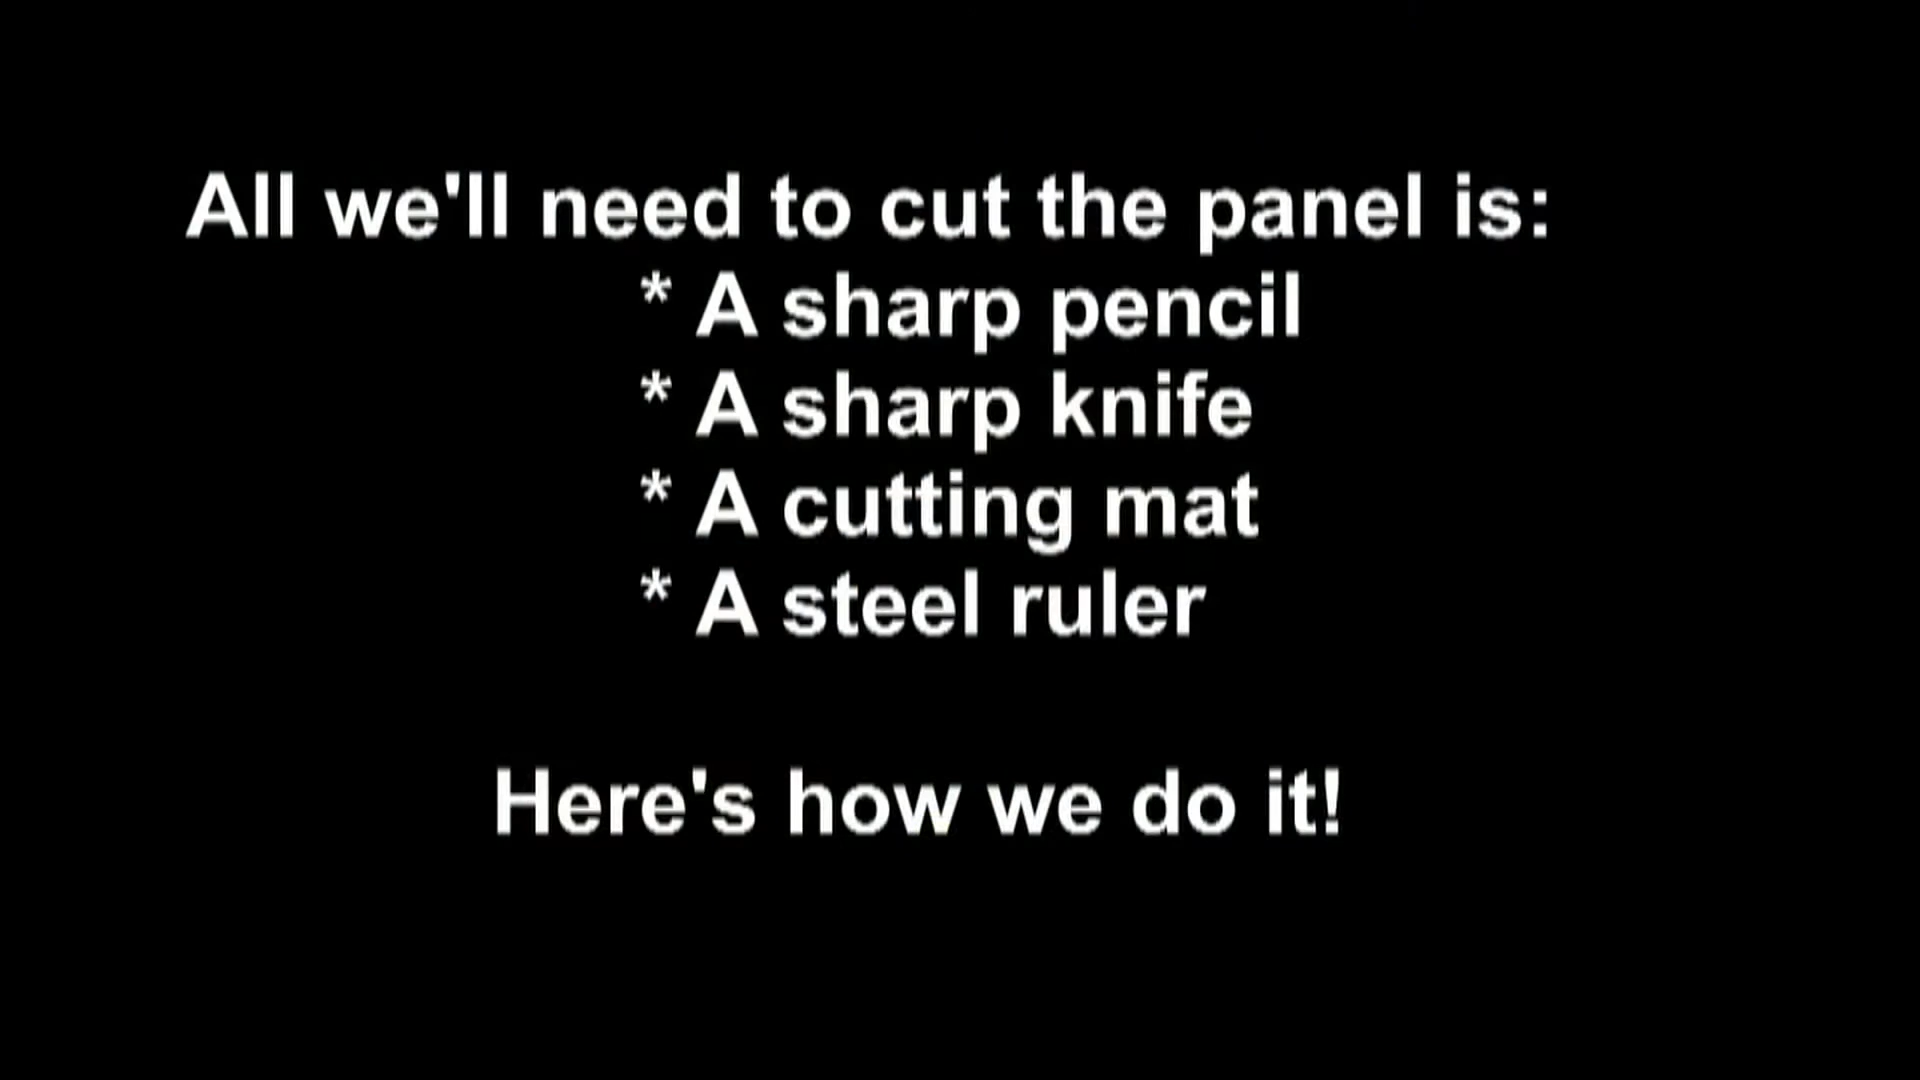 All we'll need to cut the panel is:
* A sharp pencil
* A sharp knife
* A cutting mat
* A steel ruler
Here's how we do it!